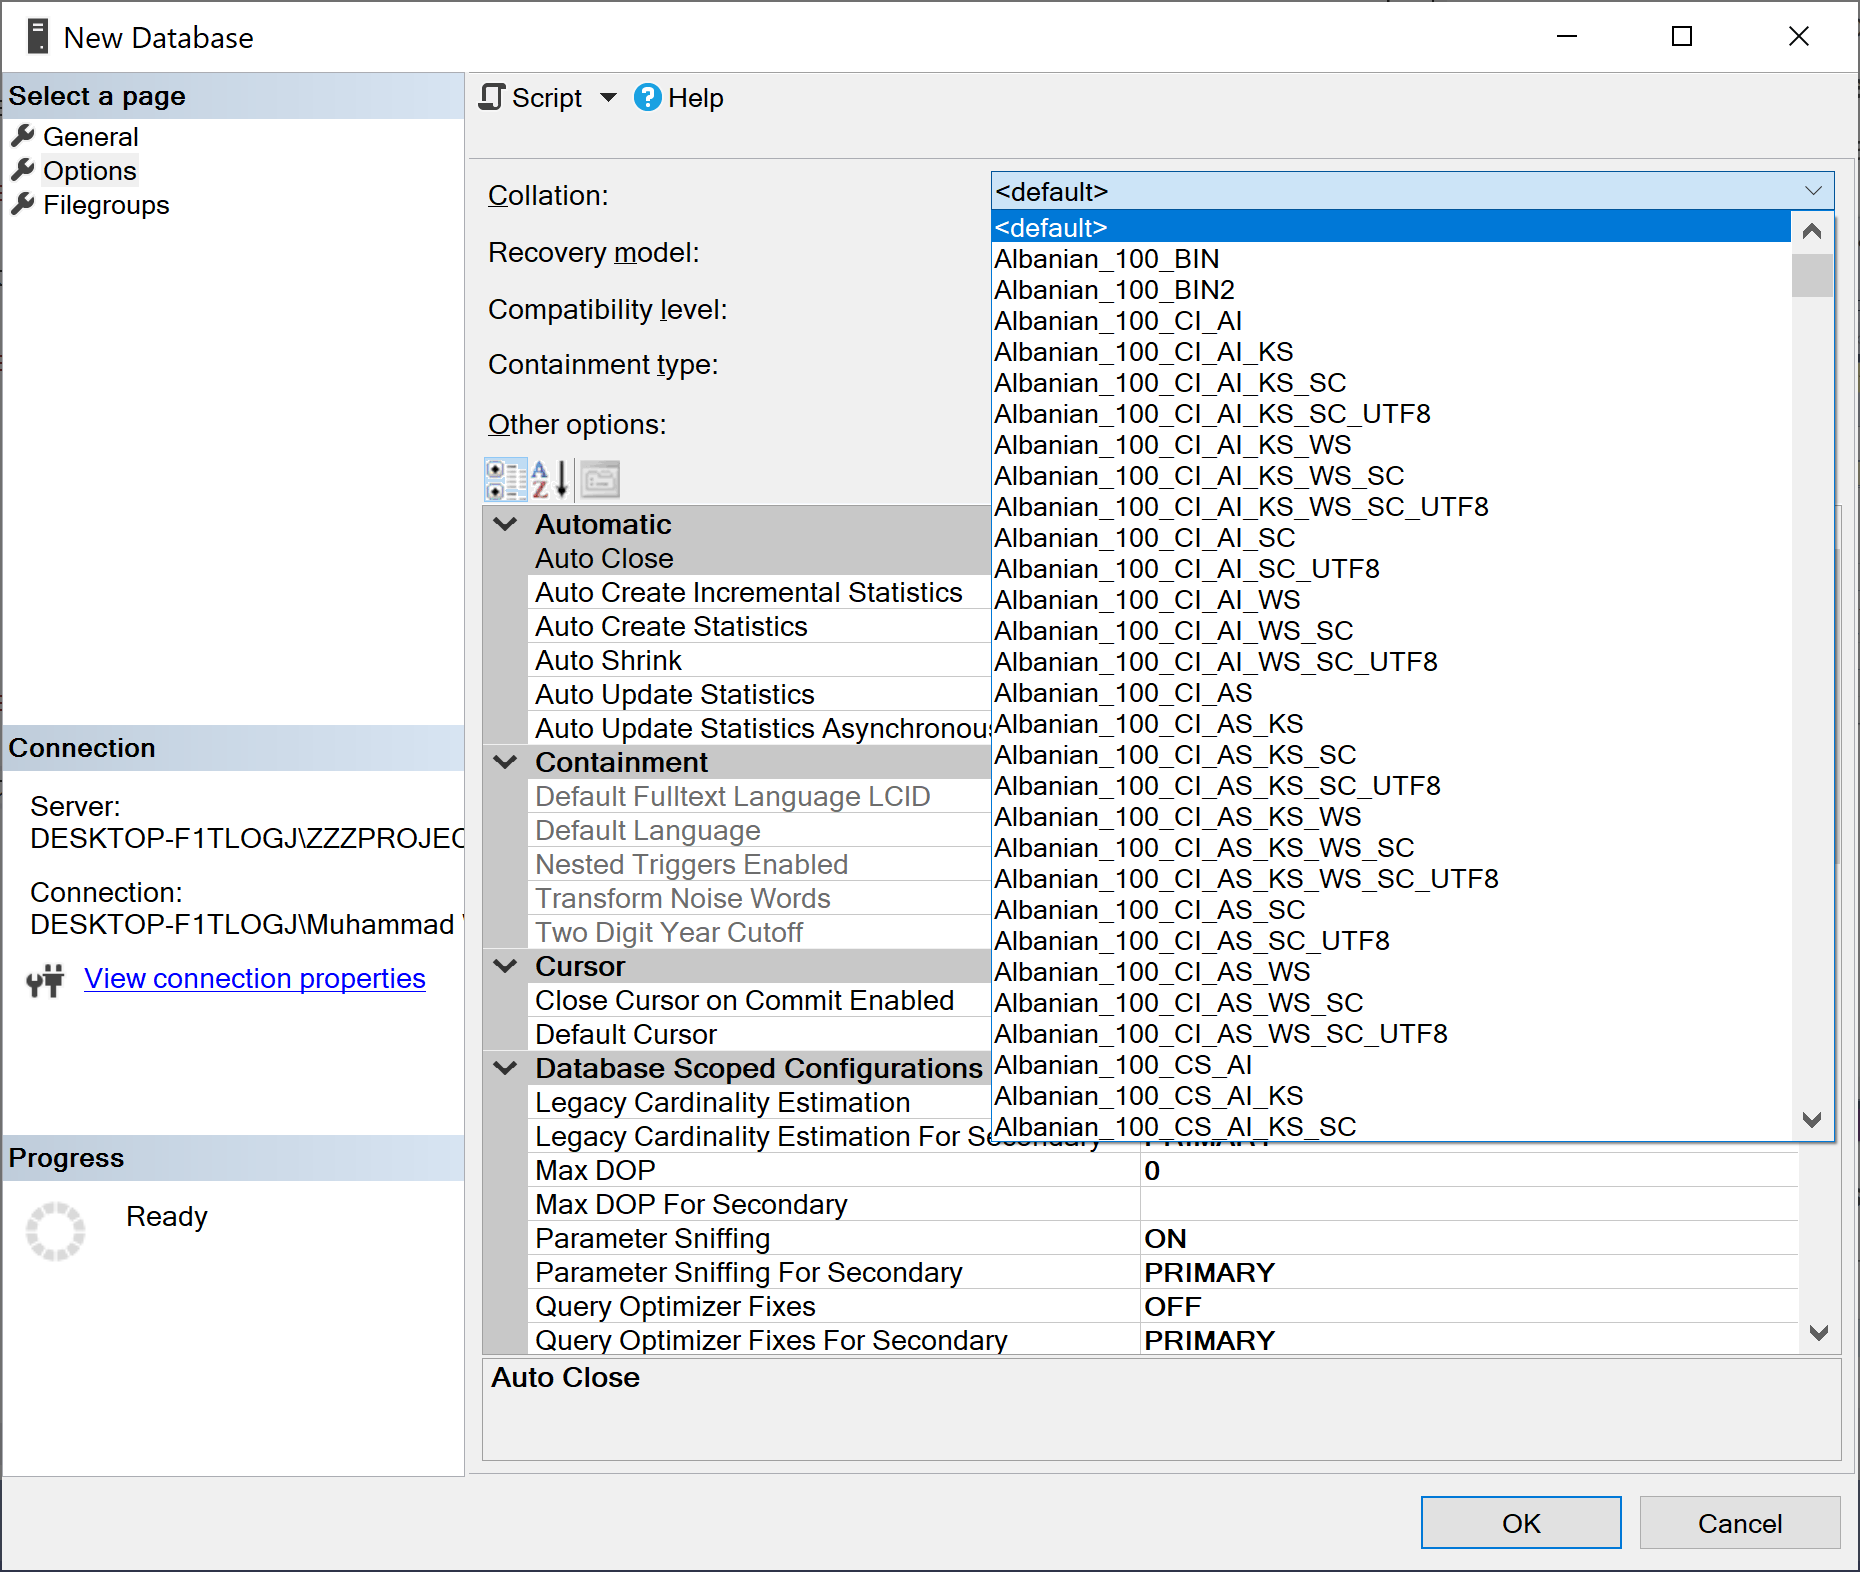 New Database
Select a page
General
Options
Filegroups
Script
Help
Collation:
<default>
Recovery model:
Compatibility level:
Containment type:
Other options:
<default>
Albanian_100_BIN
Albanian_100_BIN2
Albanian_100_CI_AI
Albanian_100_CI_AI_KS
Albanian_100_CI_AI_KS_SC
Albanian_100_CI_AI_KS_SC_UTF8
Albanian_100_CI_AI_KS_WS
Albanian_100_CI_AI_KS_WS_SC
Albanian_100_CI_AI_KS_WS_SC_UTF8
Albanian_100_CI_AI_SC
Albanian_100_CI_AI_SC_UTF8
Albanian_100_CI_AI_WS
Albanian_100_CI_AI_WS_SC
Albanian_100_CI_AI_WS_SC_UTF8
Albanian_100_CI_AS
Albanian_100_CI_AS_KS
Albanian_100_CI_AS_KS_SC
Albanian_100_CI_AS_KS_SC_UTF8
Albanian_100_CI_AS_KS_WS
Albanian_100_CI_AS_KS_WS_SC
Albanian_100_CI_AS_KS_WS_SC_UTF8
Albanian_100_CI_AS_SC
Albanian_100_CI_AS_SC_UTF8
Albanian_100_CI_AS_WS
Albanian_100_CI_AS_WS_SC
Albanian_100_CI_AS_WS_SC_UTF8
Albanian_100_CS_AI
Albanian_100_CS_AI_KS
Albanian_100_CS_AI_KS_SC
Automatic
Auto Close
Auto Create Incremental Statistics
Auto Create Statistics
Auto Shrink
Auto Update Statistics
Auto Update Statistics Asynchronous
Containment
Default Fulltext Language LCID
Default Language
Nested Triggers Enabled
Transform Noise Words
Two Digit Year Cutoff
Cursor
Close Cursor on Commit Enabled
Default Cursor
Database Scoped Configurations
Legacy Cardinality Estimation
Legacy Cardinality Estimation For Secondary PRIMARY
Max DOP 0
Max DOP For Secondary
Parameter Sniffing ON
Parameter Sniffing For Secondary PRIMARY
Query Optimizer Fixes OFF
Query Optimizer Fixes For Secondary PRIMARY
Auto Close
Connection
Server:
DESKTOP-F1TLOGJ\ZZZPROJEC
Connection:
DESKTOP-F1TLOGJ\Muhammad
View connection properties
Progress
Ready
OK
Cancel